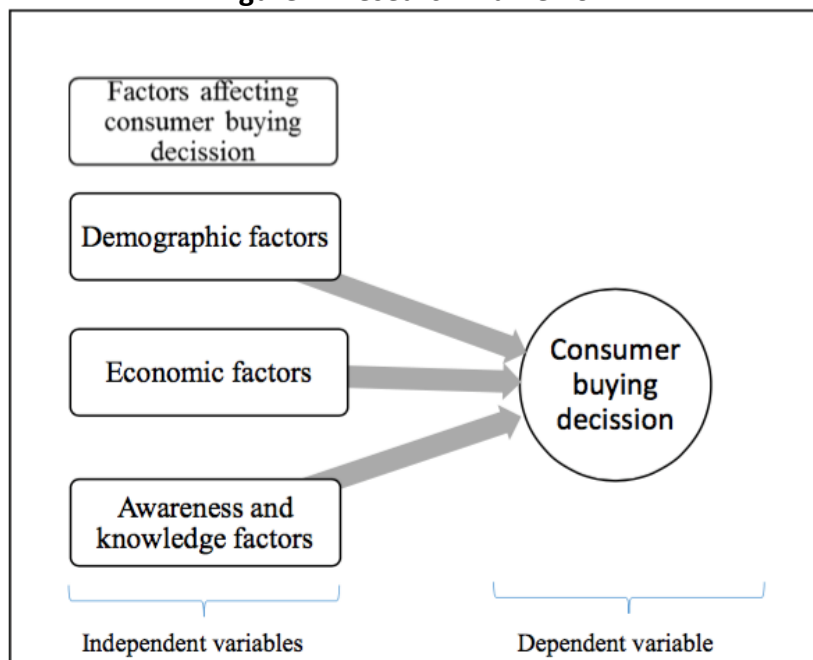 Factors affecting
consumer buying
decission
Demographic factors
Economic factors
Awareness and
knowledge factors
Consumer
buying
decission
Independent variables
Dependent variable